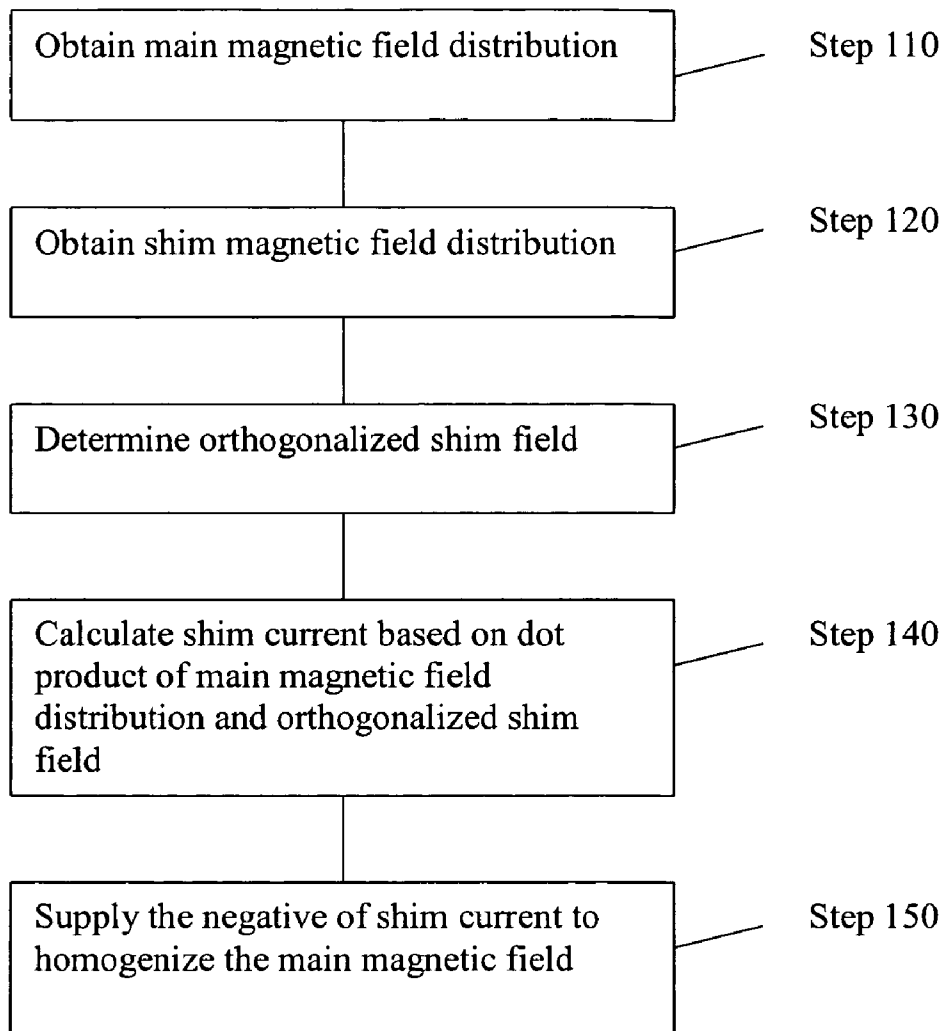 Obtain main magnetic field distribution
Step 110
Obtain shim magnetic field distribution
Step 120
Determine orthogonalized shim field
Step 130
Calculate shim current based on dot
product of main magnetic field
distribution and orthogonalized shim
field
Step 140
Supply the negative of shim current to
homogenize the main magnetic field
Step 150